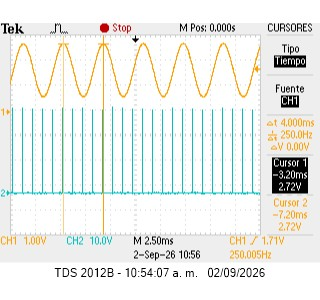 Tek Stop M Pos: 0.000s CURSORES
Tipo
Tiempo
Fuente
CH1
Δt 4.000ms
1/Δt 250.0Hz
ΔV 0.00V
Cursor 1
-3.20ms
2.72V
Cursor 2
-7.20ms
2.72V
1
2
CH1 1.00V CH2 10.0V M 2.50ms CH1 / 1.71V
2-Sep-26 10:56 250.005Hz
TDS 2012B - 10:54:07 a. m. 02/09/2026